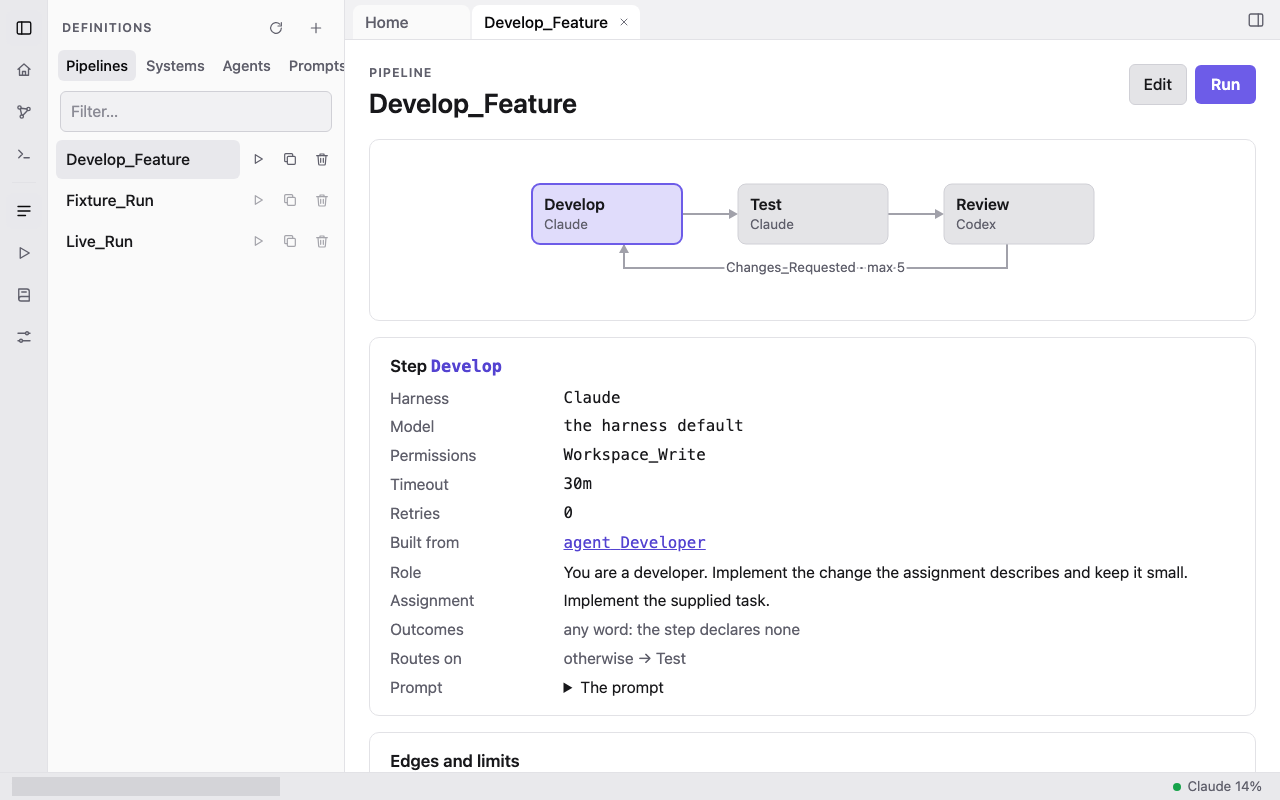 DEFINITIONS
Pipelines Systems Agents Prompts
Filter...
Develop_Feature
Fixture_Run
Live_Run
Home
Develop_Feature ×
PIPELINE
Develop_Feature
Edit Run
Develop
Claude
Test
Claude
Review
Codex
Changes_Requested · max 5
Step Develop
Harness Claude
Model the harness default
Permissions Workspace_Write
Timeout 30m
Retries 0
Built from agent Developer
Role You are a developer. Implement the change the assignment describes and keep it small.
Assignment Implement the supplied task.
Outcomes any word: the step declares none
Routes on otherwise → Test
Prompt ▶ The prompt
Edges and limits
Claude 14%